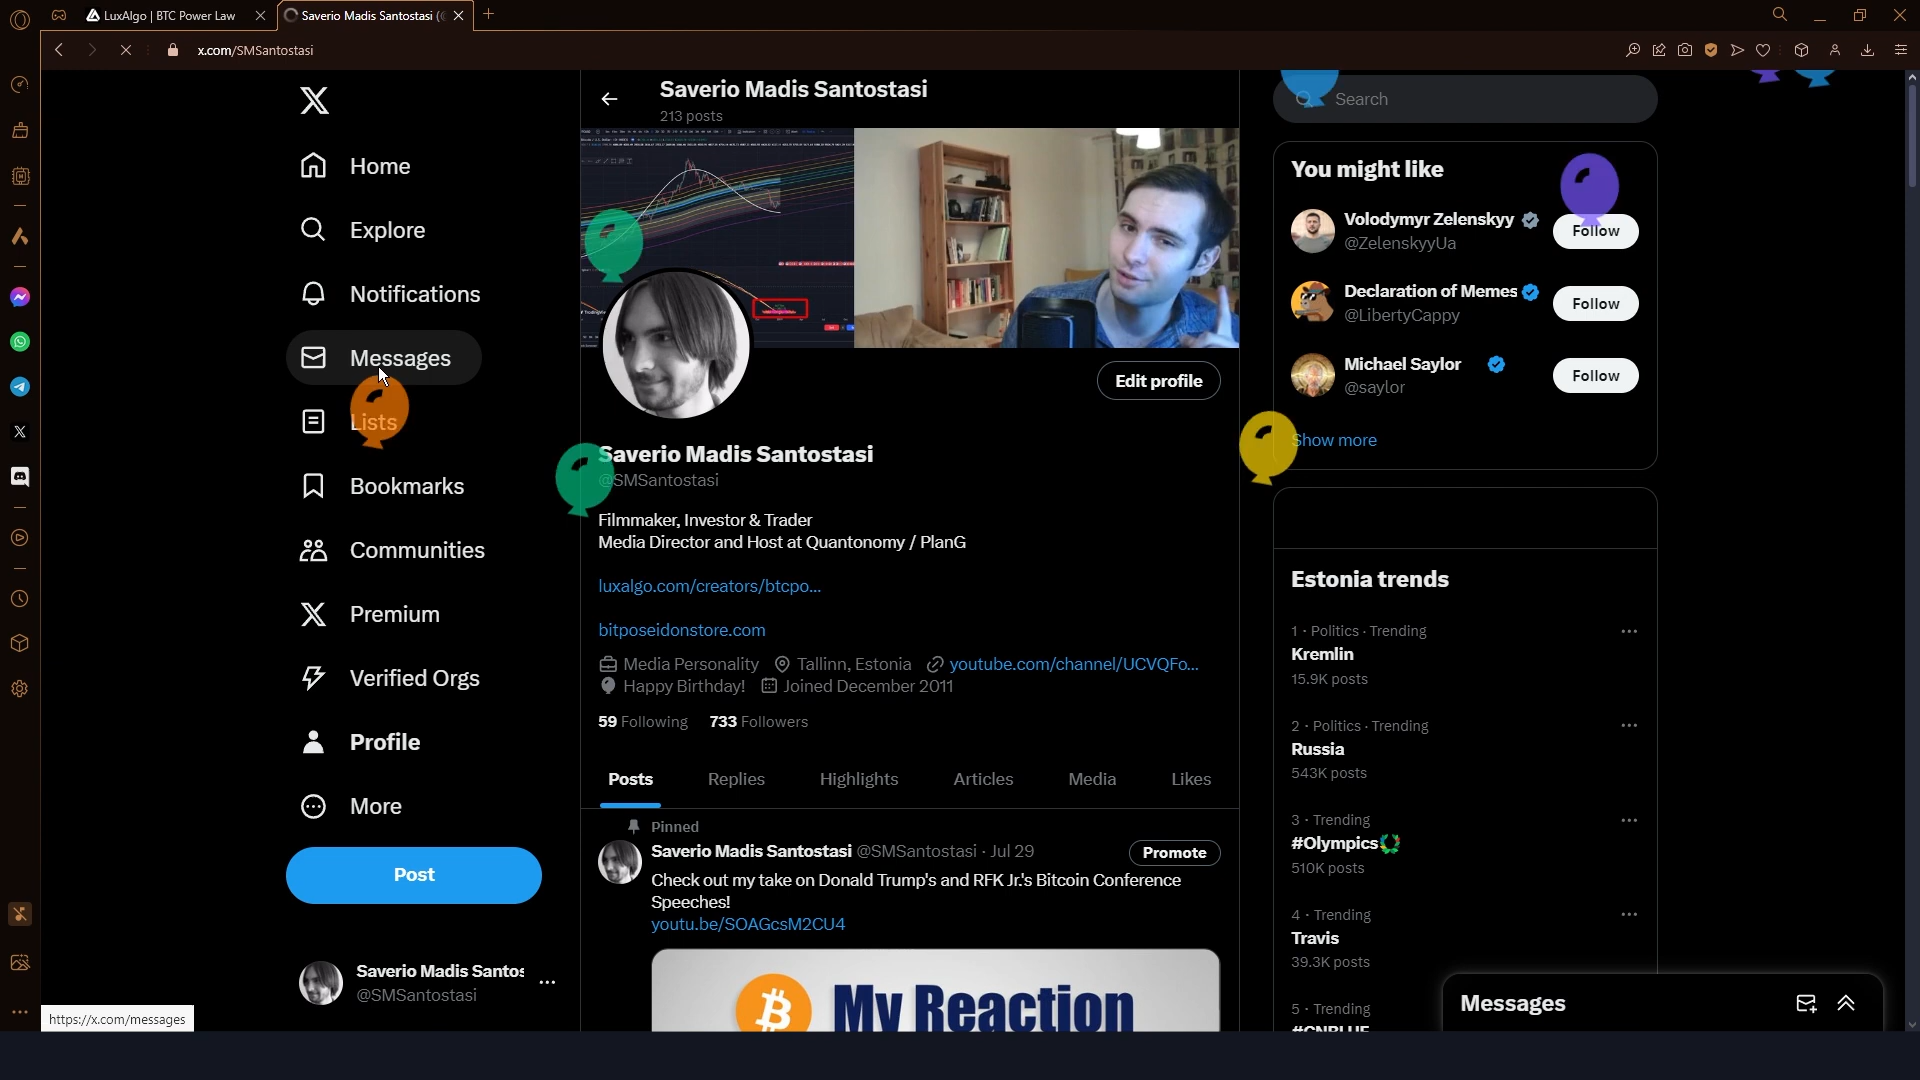 LuxAlgo | BTC Power Law
Saverio Madis Santostasi (
x.com/SMSantostasi
Home
Explore
Notifications
Messages
Lists
Bookmarks
Communities
Premium
Verified Orgs
Profile
More
Post
Saverio Madis Santos
@SMSantostasi
https://x.com/messages
Saverio Madis Santostasi
213 posts
Edit profile
Saverio Madis Santostasi
@SMSantostasi
Filmmaker, Investor & Trader
Media Director and Host at Quantonomy / PlanG
luxalgo.com/creators/btcpo...
bitposeidonstore.com
Media Personality Tallinn, Estonia youtube.com/channel/UCVQFo...
Happy Birthday! Joined December 2011
59 Following 733 Followers
Posts Replies Highlights Articles Media Likes
Pinned
Saverio Madis Santostasi @SMSantostasi · Jul 29
Promote
Check out my take on Donald Trump's and RFK Jr.'s Bitcoin Conference
Speeches!
youtu.be/SOAGcsM2CU4
My Reaction
Search
You might like
Volodymyr Zelenskyy
@ZelenskyyUa
Follow
Declaration of Memes
@LibertyCappy
Follow
Michael Saylor
@saylor
Follow
Show more
Estonia trends
1 · Politics · Trending
Kremlin
15.9K posts
2 · Politics · Trending
Russia
543K posts
3 · Trending
#Olympics
510K posts
4 · Trending
Travis
39.3K posts
5 · Trending
#CNBLUE
Messages